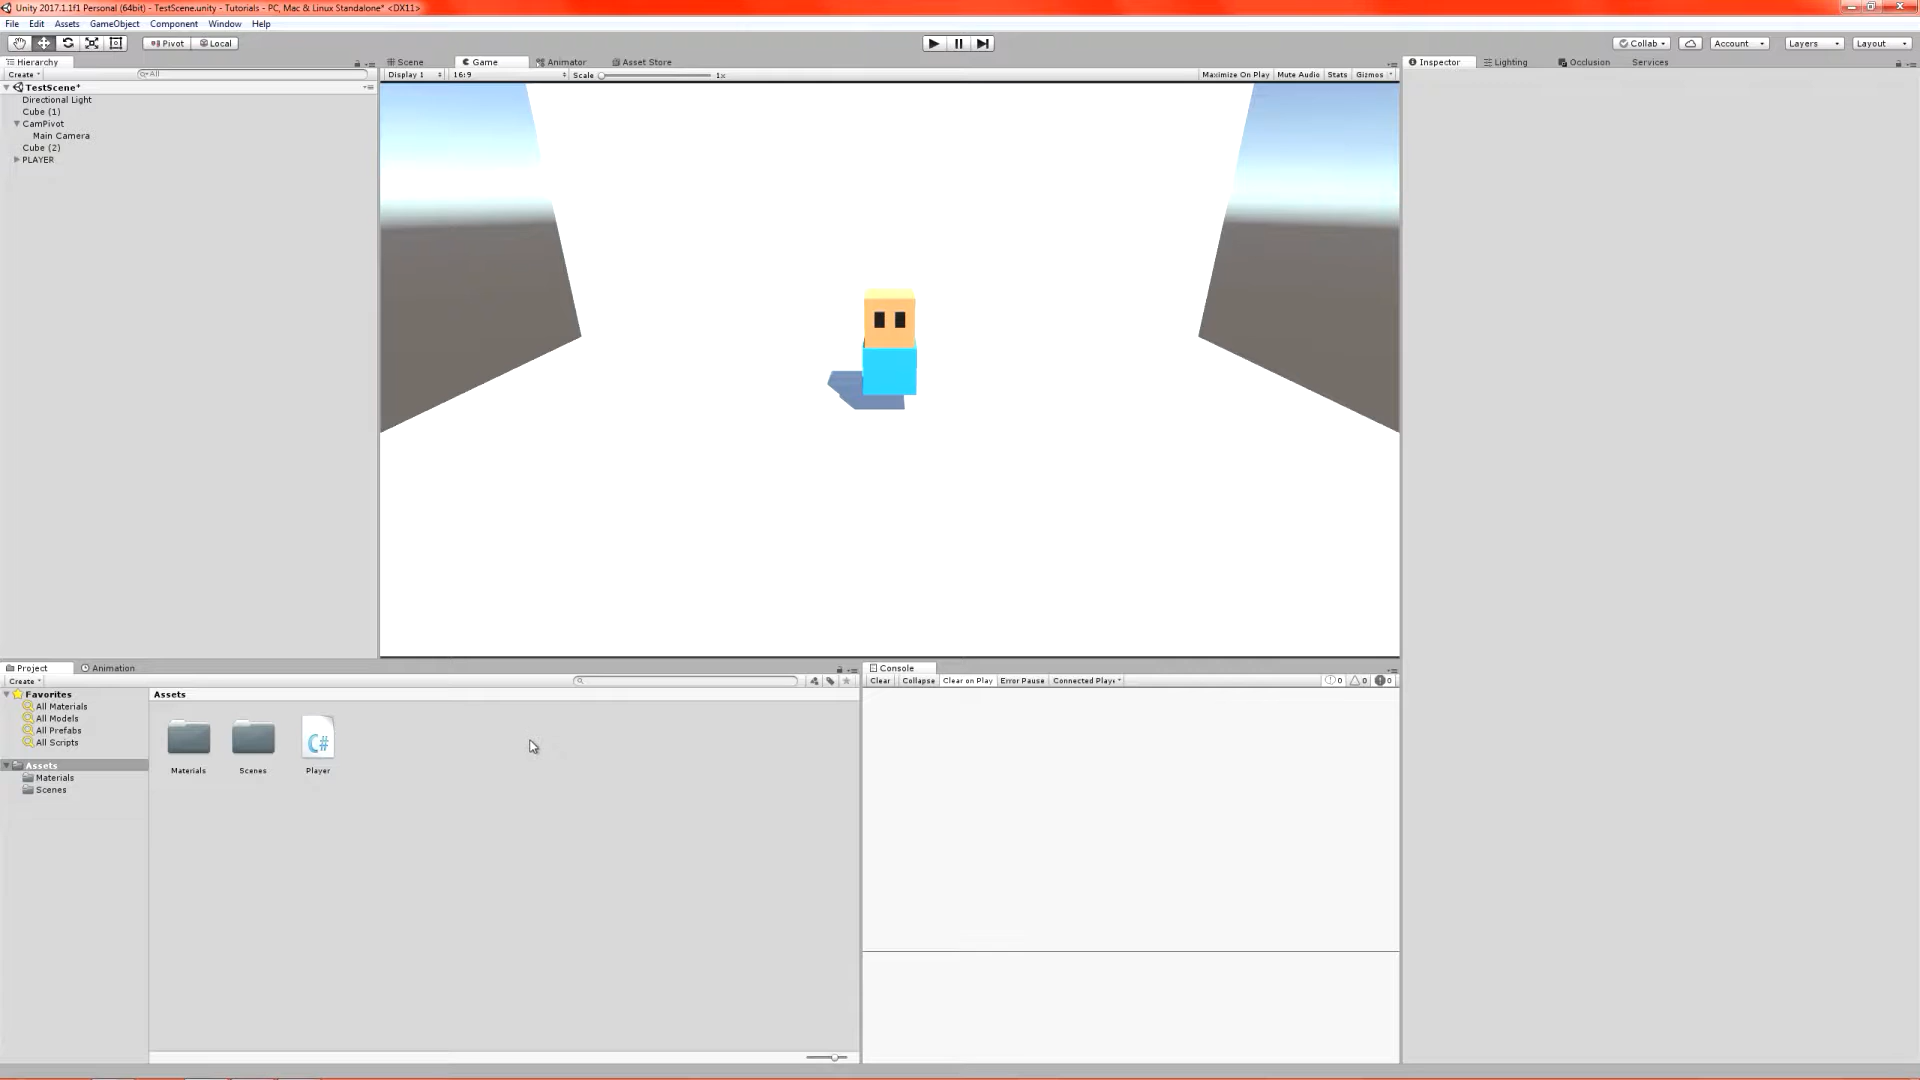 Unity 2017.1.1f1 Personal (64bit) - TestScene.unity - Tutorials - PC, Mac & Linux Standalone* <DX11>
File Edit Assets GameObject Component Window Help
Pivot Local Collab Account Layers Layout
Hierarchy Scene Game Animator Asset Store Inspector Lighting Occlusion Services
Create All Display 1 16:9 Scale 1x Maximize On Play Mute Audio Stats Gizmos
TestScene*
Directional Light
Cube (1)
CamPivot
Main Camera
Cube (2)
PLAYER
Project Animation Console
Create Clear Collapse Clear on Play Error Pause Connected Playe 0 0 0
Favorites Assets
All Materials
All Models
All Prefabs
All Scripts
C#
Assets Materials Scenes Player
Materials
Scenes